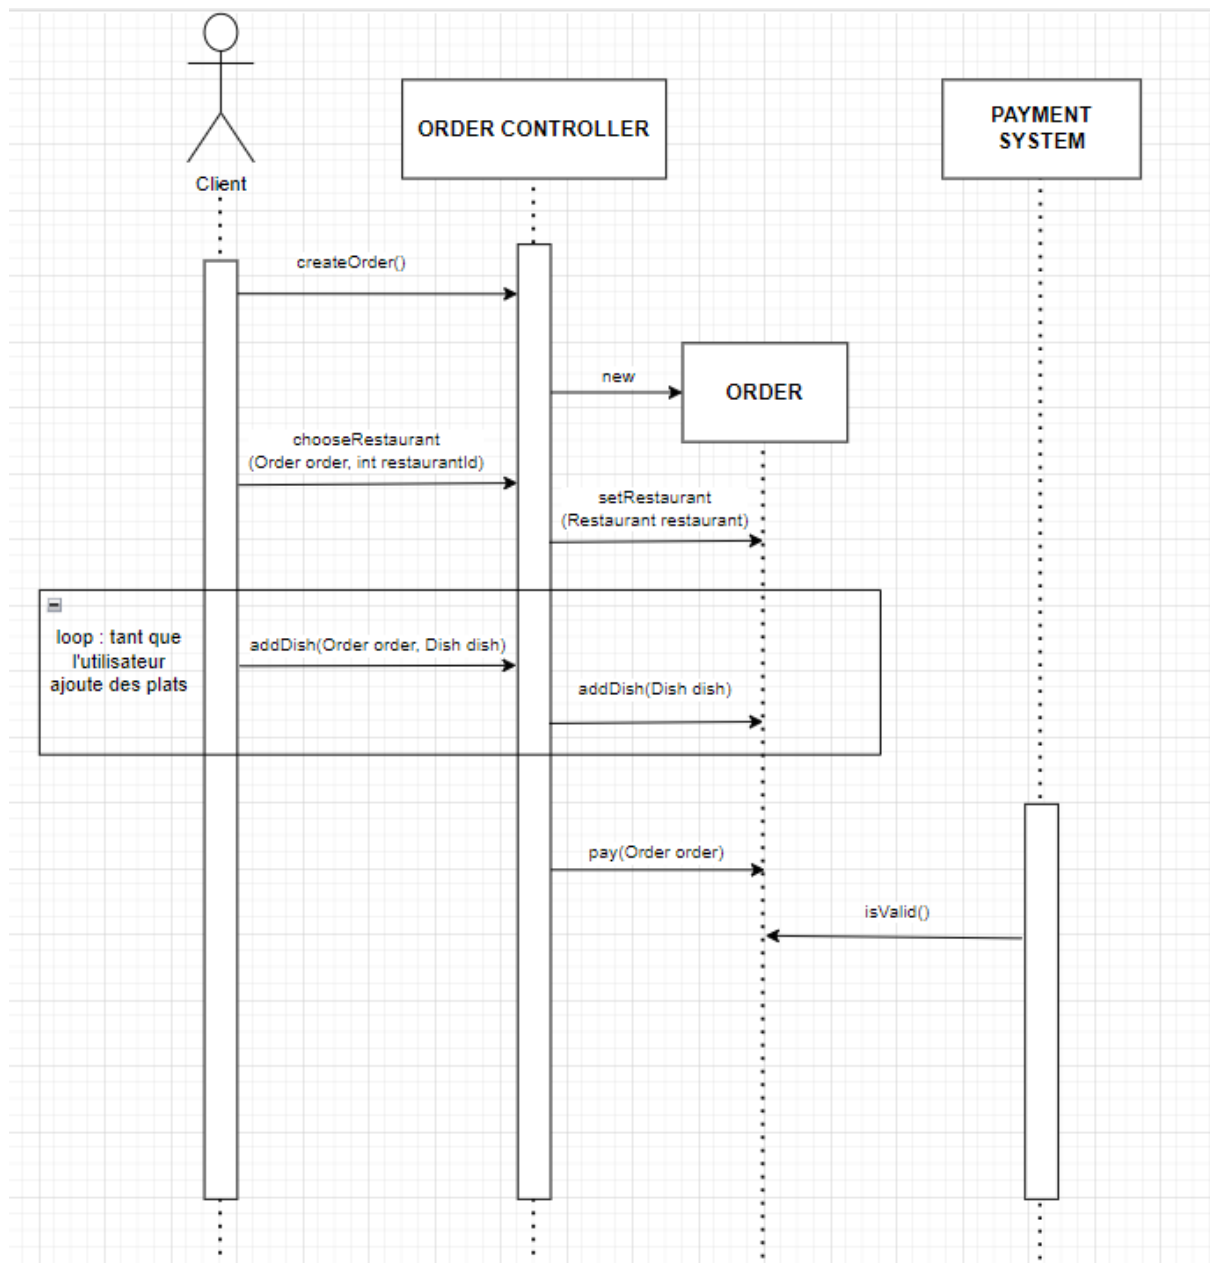 Client
ORDER CONTROLLER
PAYMENT
SYSTEM
createOrder()
new
ORDER
chooseRestaurant
(Order order, int restaurantId)
setRestaurant
(Restaurant restaurant)
loop : tant que
l'utilisateur
ajoute des plats
addDish(Order order, Dish dish)
addDish(Dish dish)
pay(Order order)
isValid()